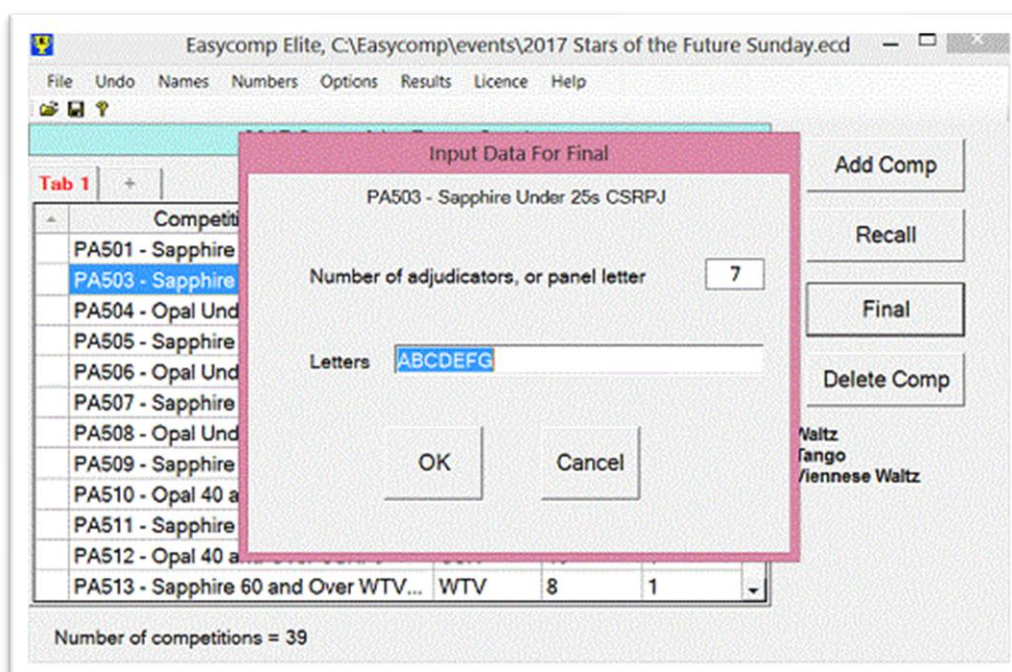 Easycomp Elite, C:\Easycomp\events\2017 Stars of the Future Sunday.ecd
File Undo Names Numbers Options Results Licence Help
Tab 1 +
Competiti
PA501 - Sapphire
PA503 - Sapphire
PA504 - Opal Und
PA505 - Sapphire
PA506 - Opal Und
PA507 - Sapphire
PA508 - Opal Und
PA509 - Sapphire
PA510 - Opal 40 a
PA511 - Sapphire
PA512 - Opal 40 a
PA513 - Sapphire 60 and Over WTV... WTV 8 1
Number of competitions = 39
Input Data For Final
PA503 - Sapphire Under 25s CSRPJ
Number of adjudicators, or panel letter 7
Letters ABCDEFG
OK Cancel
Add Comp
Recall
Final
Delete Comp
Waltz
Tango
Viennese Waltz